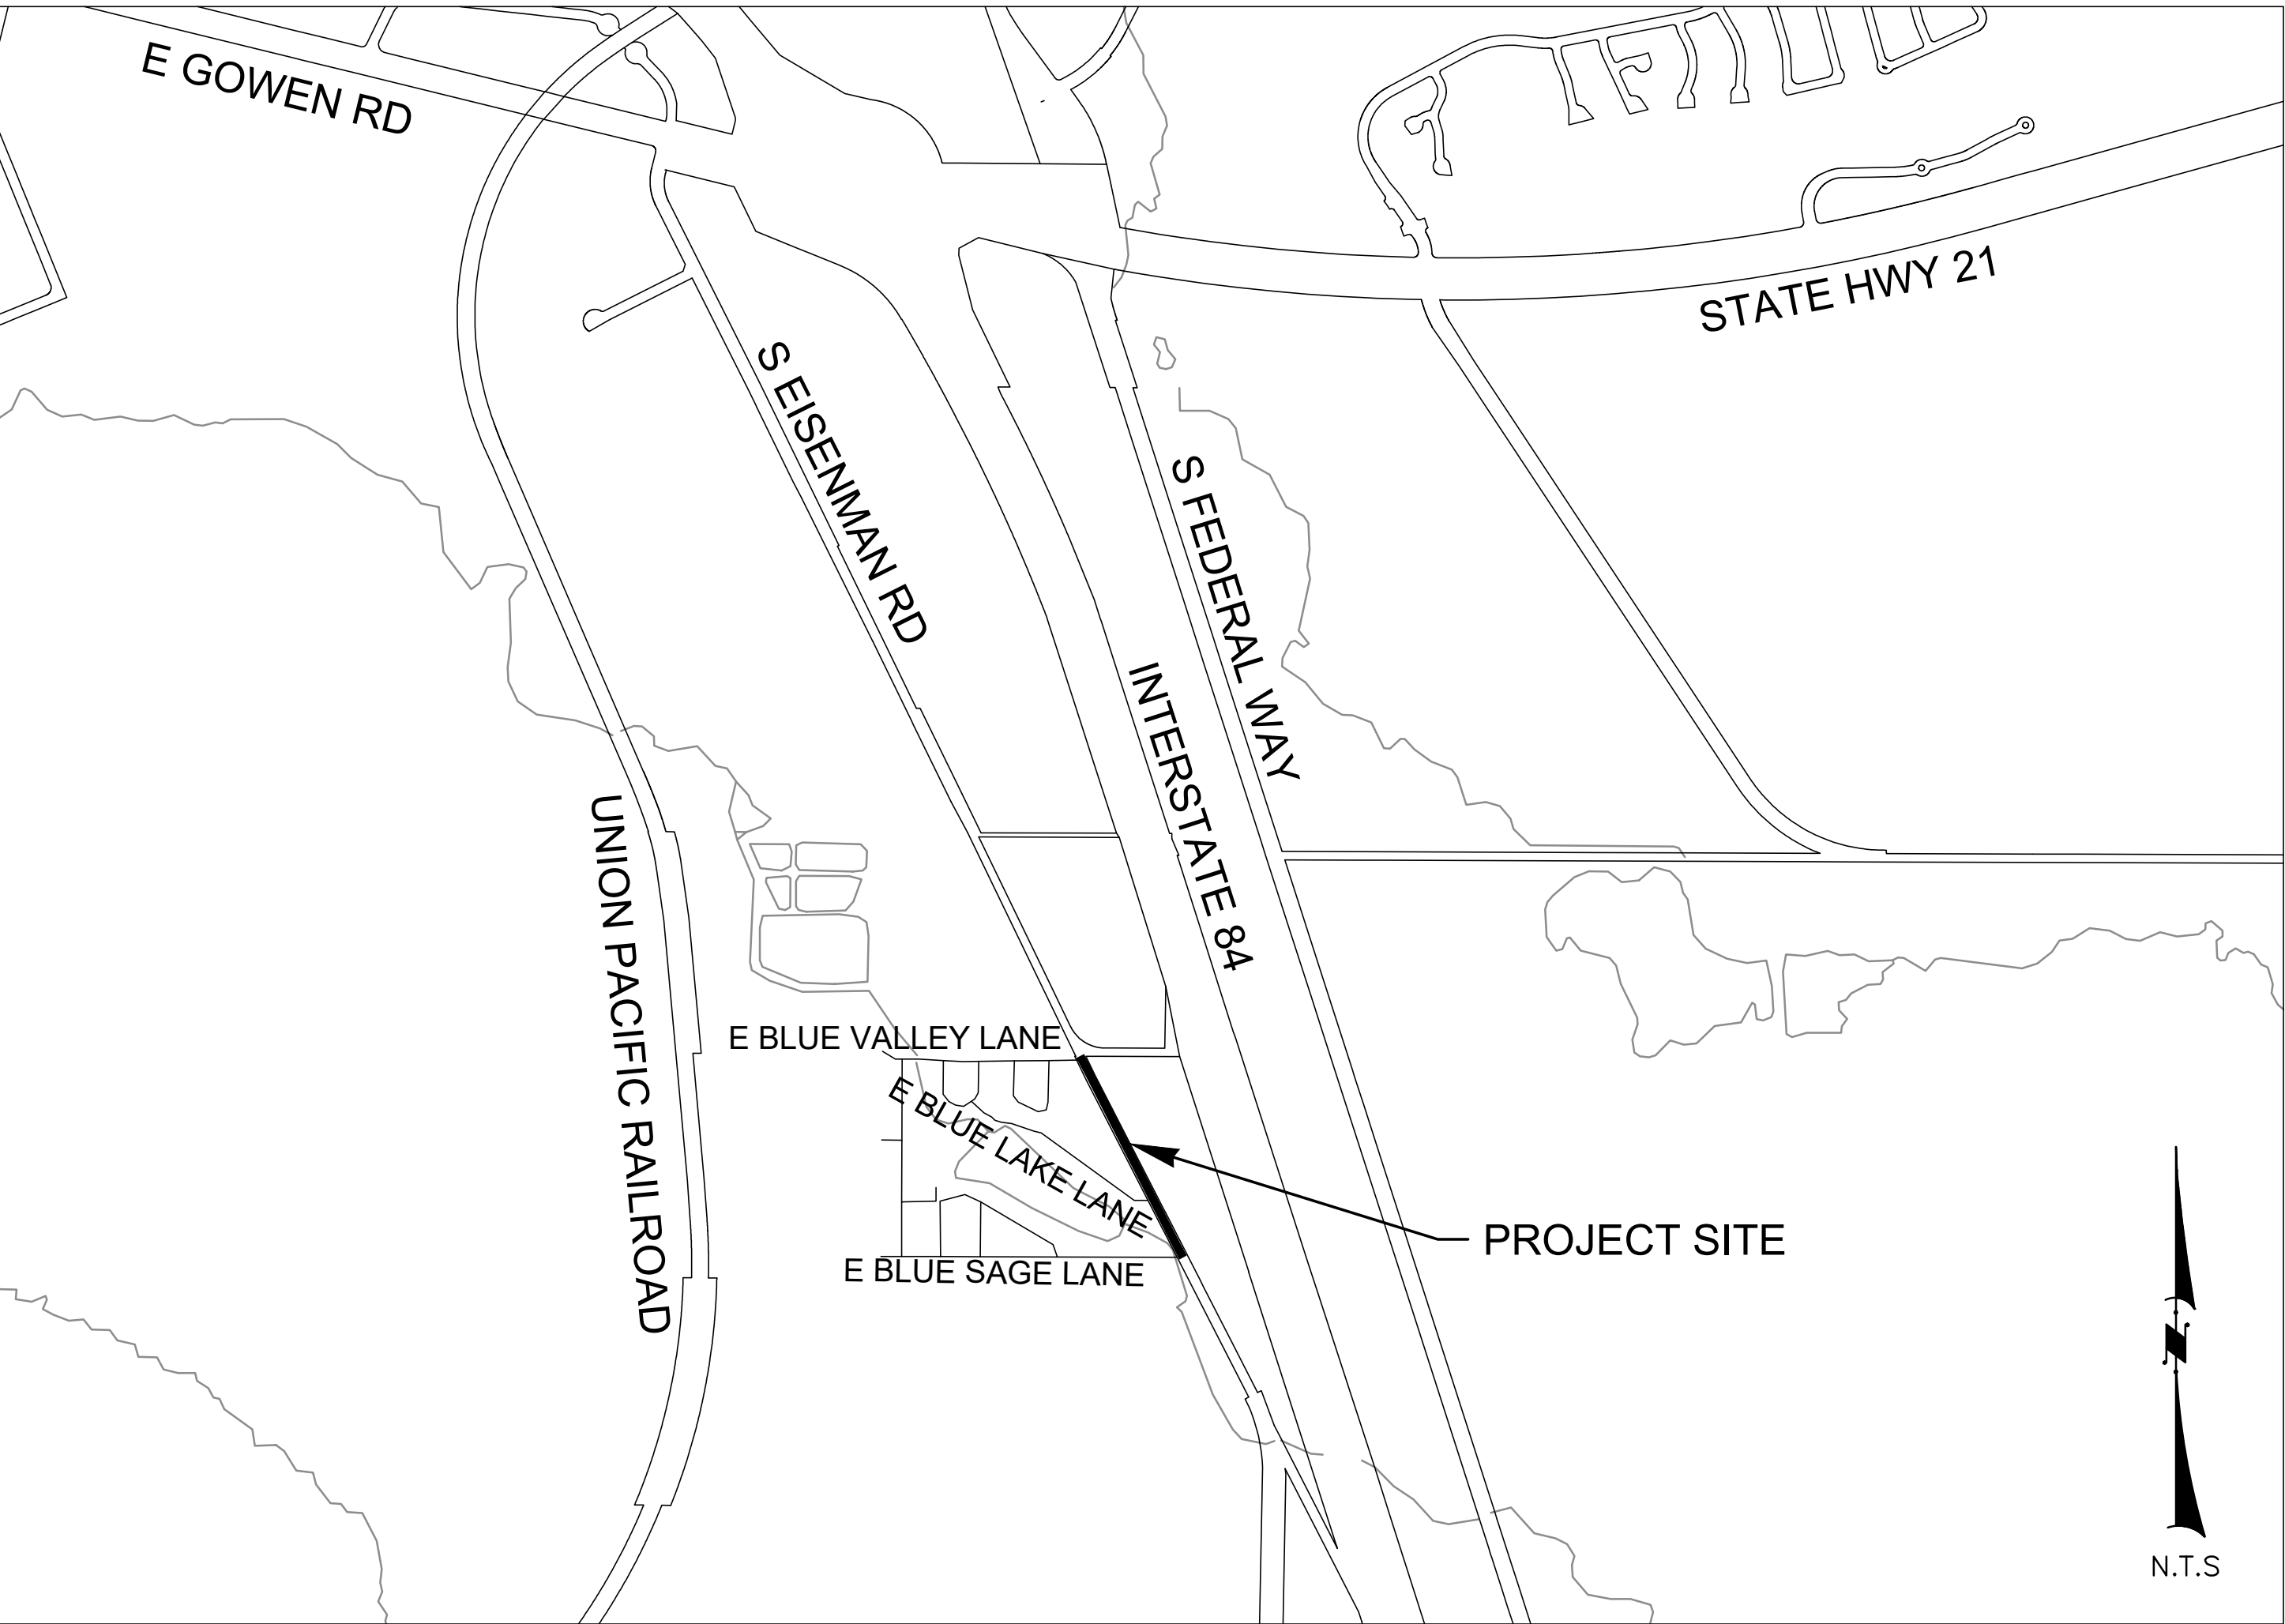 E GOWEN RD
STATE HWY 21
S EISENMAN RD
S FEDERAL WAY
INTERSTATE 84
UNION PACIFIC RAILROAD
E BLUE VALLEY LANE
E BLUE LAKE LANE
PROJECT SITE
E BLUE SAGE LANE
N
N.T.S